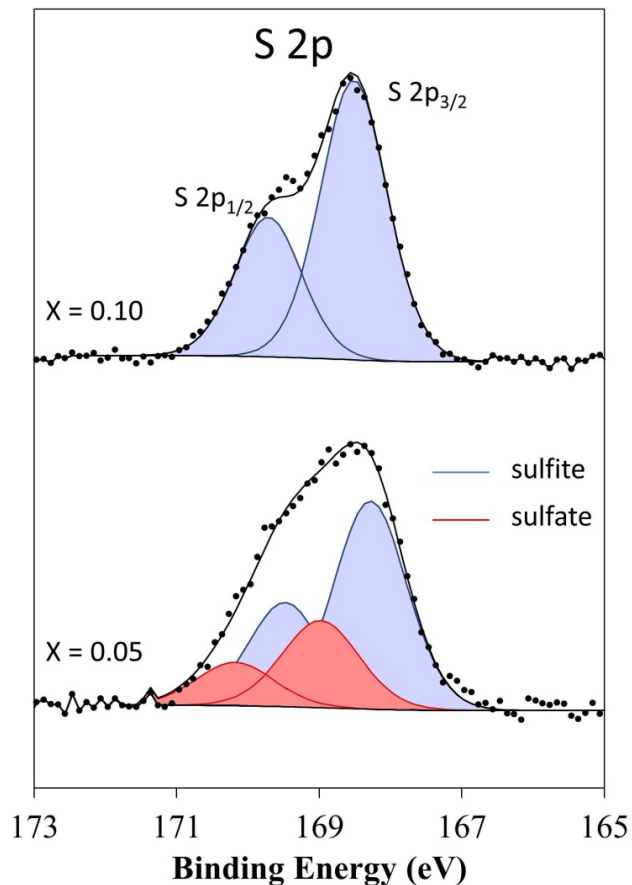 S 2p
S 2p3/2
S 2p1/2
X = 0.10
sulfite
sulfate
X = 0.05
173 171 169 167 165
Binding Energy (eV)